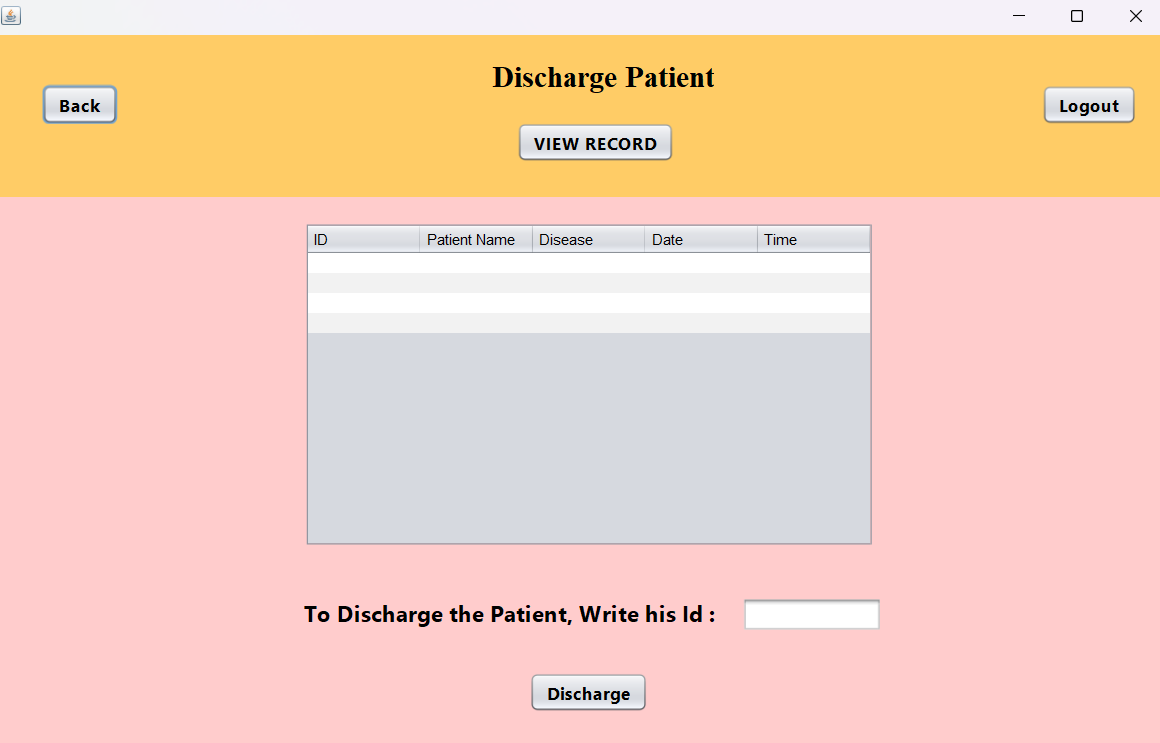 Discharge Patient
Back
Logout
VIEW RECORD
ID Patient Name Disease Date Time
To Discharge the Patient, Write his Id :
Discharge